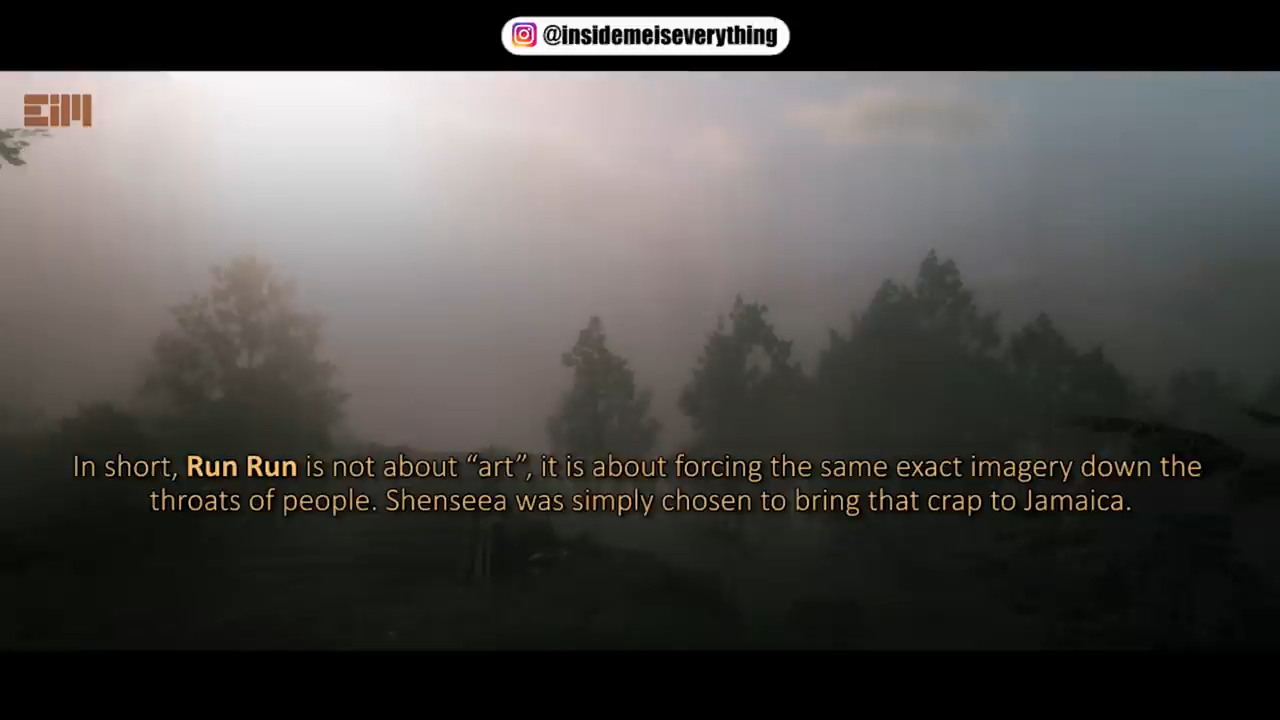 @insidemeiseverything
EiM
In short, Run Run is not about “art”, it is about forcing the same exact imagery down the
throats of people. Shenseea was simply chosen to bring that crap to Jamaica.